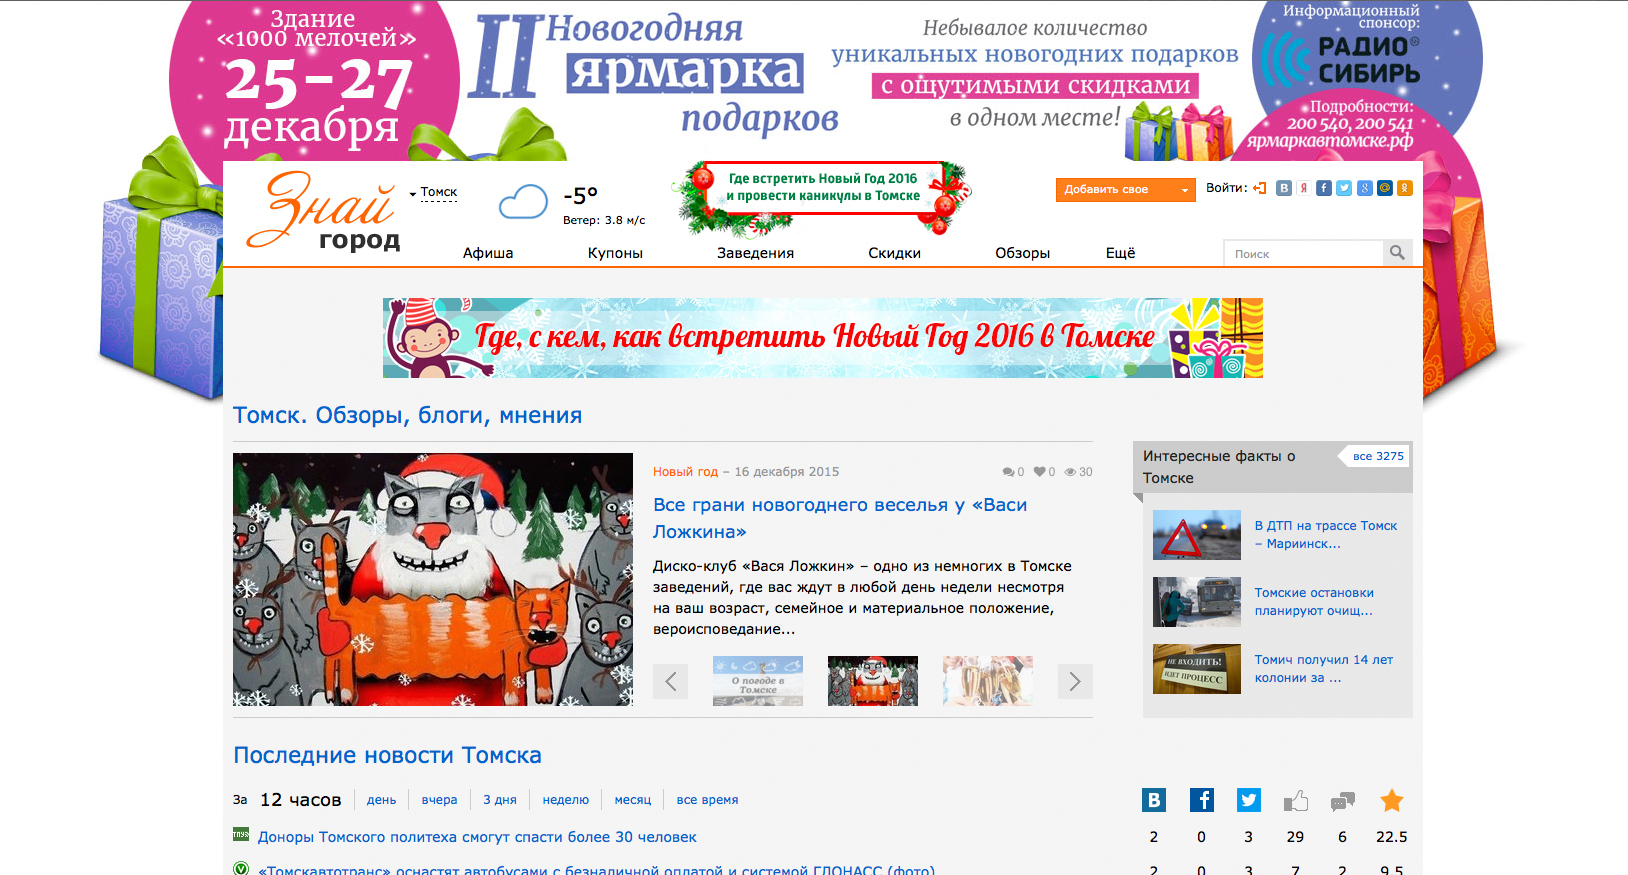 Здание
«1000 мелочей»
25-27
декабря
II Новогодняя
ярмарка
подарков
Небывалое количество
уникальных новогодних подарков
с ощутимыми скидками
в одном месте!
Информационный
спонсор:
РАДИО
СИБИРЬ
Подробности:
200 540, 200 541
ярмаркавтомске.рф
Знай
город
Томск
-5°
Ветер: 3.8 м/с
Где встретить Новый Год 2016
и провести каникулы в Томске
Добавить свое
Войти:
Афиша
Купоны
Заведения
Скидки
Обзоры
Ещё
Поиск
Где, с кем, как встретить Новый Год 2016 в Томске
Томск. Обзоры, блоги, мнения
Новый год – 16 декабря 2015
0 0 30
Все грани новогоднего веселья у «Васи
Ложкина»
Диско-клуб «Вася Ложкин» – одно из немногих в Томске
заведений, где вас ждут в любой день недели несмотря
на ваш возраст, семейное и материальное положение,
вероисповедание...
О погоде в
Томске
Интересные факты о
Томске
все 3275
В ДТП на трассе Томск
– Мариинск...
Томские остановки
планируют очищ...
НЕ ВХОДИТЬ!
ИДЕТ ПРОЦЕСС
Томич получил 14 лет
колонии за ...
Последние новости Томска
За 12 часов день вчера 3 дня неделю месяц все время
Доноры Томского политеха смогут спасти более 30 человек
2 0 3 29 6 22.5
«Томскавтотранс» оснастят автобусами с безналичной оплатой и системой ГЛОНАСС (фото)
2 0 3 7 2 9.5